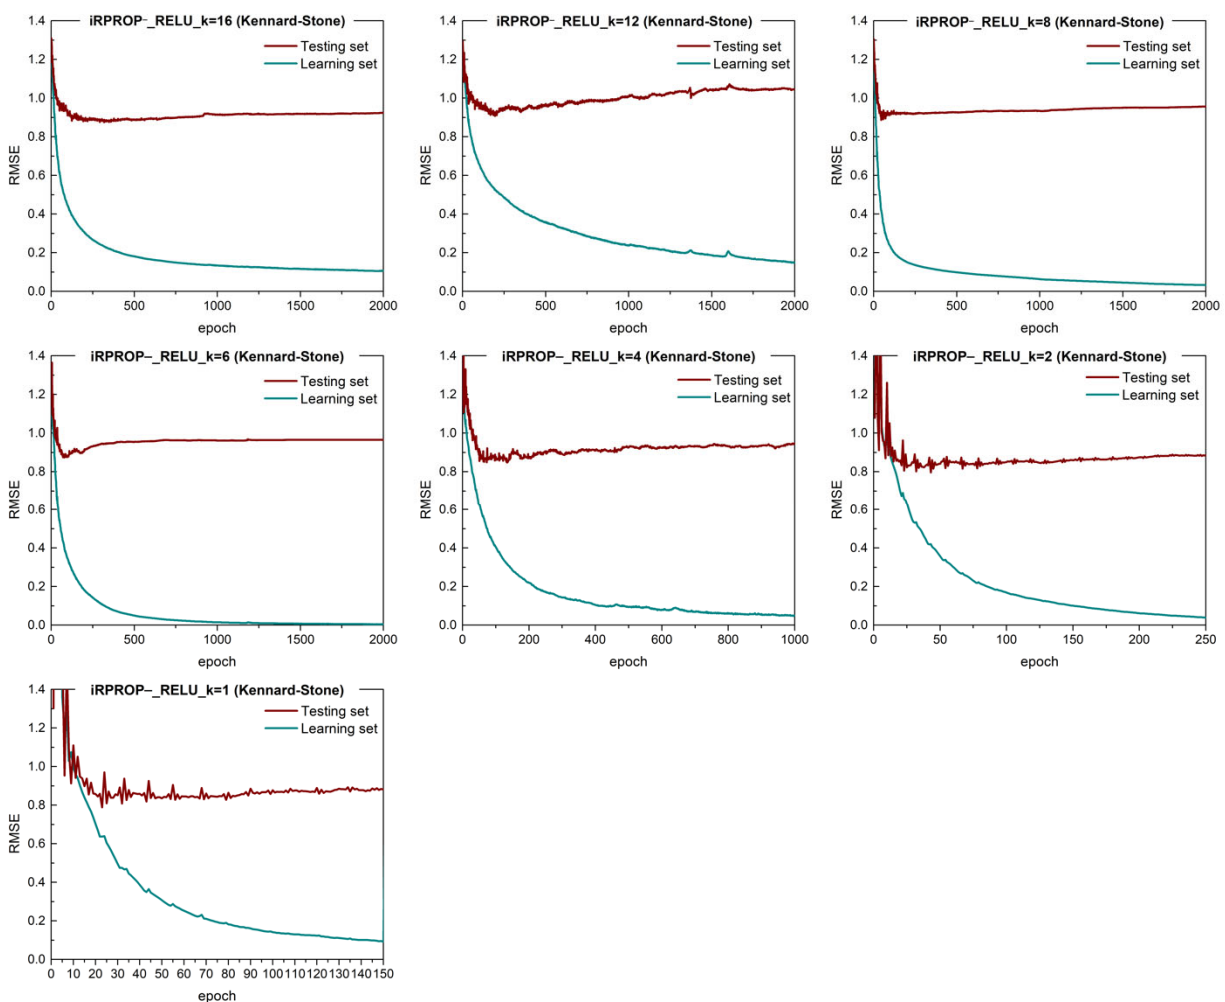 iRPROP–_RELU_k=16 (Kennard-Stone)
Testing set
Learning set
RMSE
1.4
1.2
1.0
0.8
0.6
0.4
0.2
0.0
0 250 500 750 1000 1250 1500 1750 2000
epoch
iRPROP–_RELU_k=12 (Kennard-Stone)
Testing set
Learning set
RMSE
1.4
1.2
1.0
0.8
0.6
0.4
0.2
0.0
0 500 1000 1500 2000
epoch
iRPROP–_RELU_k=8 (Kennard-Stone)
Testing set
Learning set
RMSE
1.4
1.2
1.0
0.8
0.6
0.4
0.2
0.0
0 500 1000 1500 2000
epoch
iRPROP–_RELU_k=6 (Kennard-Stone)
Testing set
Learning set
RMSE
1.4
1.2
1.0
0.8
0.6
0.4
0.2
0.0
0 500 1000 1500 2000
epoch
iRPROP–_RELU_k=4 (Kennard-Stone)
Testing set
Learning set
RMSE
1.4
1.2
1.0
0.8
0.6
0.4
0.2
0.0
0 200 400 600 800 1000
epoch
iRPROP–_RELU_k=2 (Kennard-Stone)
Testing set
Learning set
RMSE
1.4
1.2
1.0
0.8
0.6
0.4
0.2
0.0
0 50 100 150 200 250
epoch
iRPROP–_RELU_k=1 (Kennard-Stone)
Testing set
Learning set
RMSE
1.4
1.2
1.0
0.8
0.6
0.4
0.2
0.0
0 10 20 30 40 50 60 70 80 90 100 110 120 130 140 150
epoch